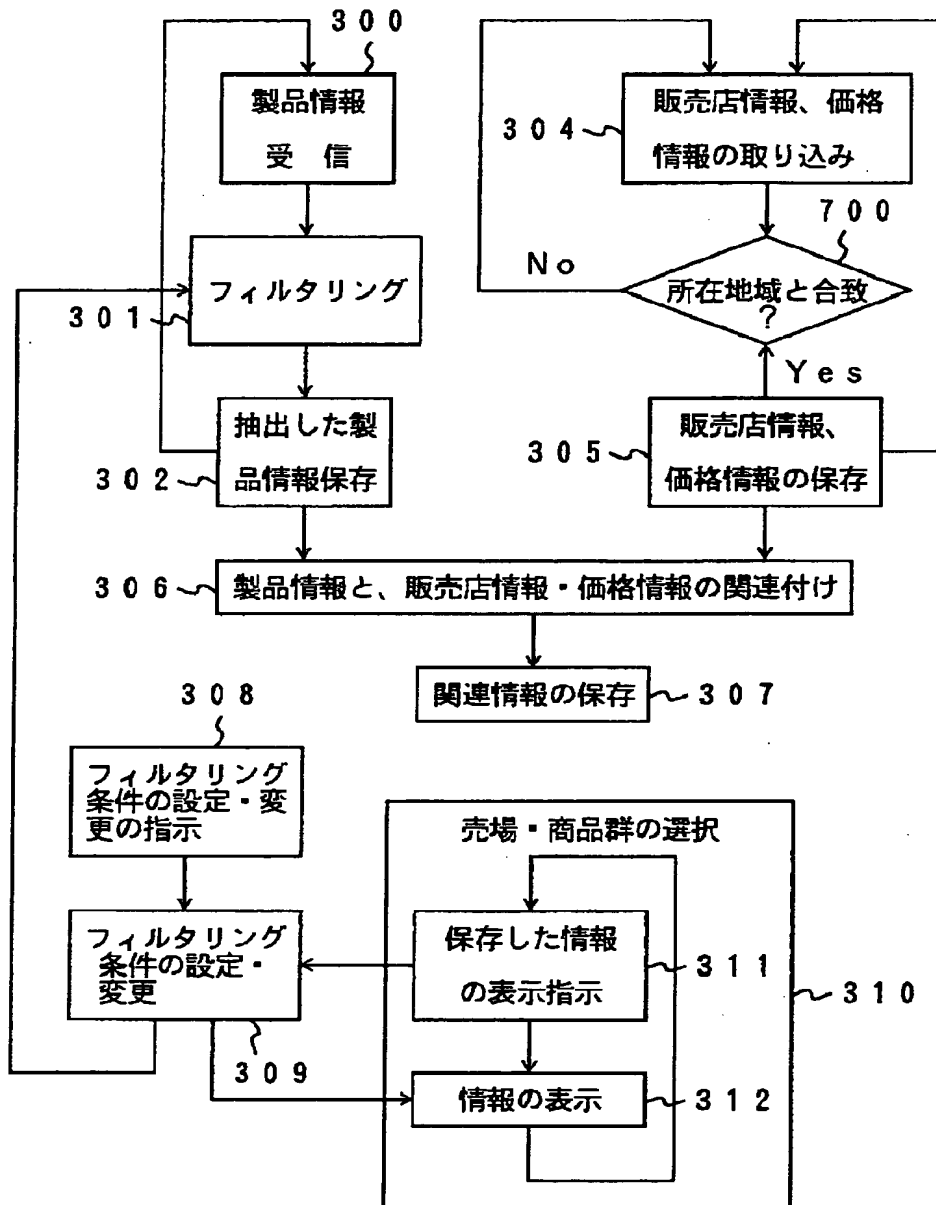 300
製品情報
受信
フィルタリング
301
抽出した製
品情報保存
302
304
販売店情報、価格
情報の取り込み
700
所在地域と合致
?
No
Yes
305
販売店情報、
価格情報の保存
306
製品情報と、販売店情報・価格情報の関連付け
関連情報の保存
307
308
フィルタリング
条件の設定・変
更の指示
フィルタリング
条件の設定・
変更
309
売場・商品群の選択
保存した情報
の表示指示
311
310
情報の表示
312